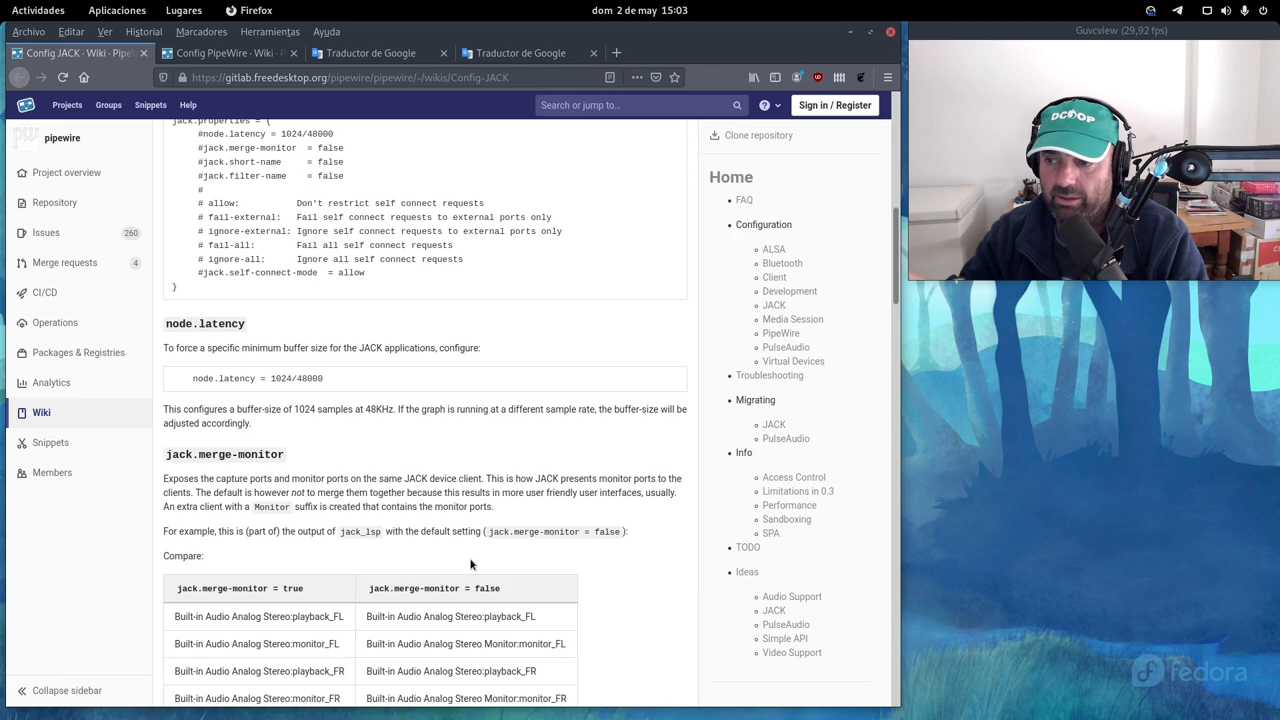 Actividades Aplicaciones Lugares Firefox dom 2 de may 15:03
Archivo Editar Ver Historial Marcadores Herramientas Ayuda
Guvcview (29,92 fps)
Config JACK · Wiki · Pipe
Config PipeWire · Wiki ·
Traductor de Google
Traductor de Google
https://gitlab.freedesktop.org/pipewire/pipewire/-/wikis/Config-JACK
Projects Groups Snippets Help Search or jump to... Sign in / Register
pipewire
Project overview
Repository
Issues 260
Merge requests 4
CI/CD
Operations
Packages & Registries
Analytics
Wiki
Snippets
Members
Collapse sidebar
jack.properties = {
#node.latency = 1024/48000
#jack.merge-monitor = false
#jack.short-name = false
#jack.filter-name = false
#
# allow: Don't restrict self connect requests
# fail-external: Fail self connect requests to external ports only
# ignore-external: Ignore self connect requests to external ports only
# fail-all: Fail all self connect requests
# ignore-all: Ignore all self connect requests
#jack.self-connect-mode = allow
}
node.latency
To force a specific minimum buffer size for the JACK applications, configure:
node.latency = 1024/48000
This configures a buffer-size of 1024 samples at 48KHz. If the graph is running at a different sample rate, the buffer-size will be
adjusted accordingly.
jack.merge-monitor
Exposes the capture ports and monitor ports on the same JACK device client. This is how JACK presents monitor ports to the
clients. The default is however not to merge them together because this results in more user friendly user interfaces, usually.
An extra client with a Monitor suffix is created that contains the monitor ports.
For example, this is (part of) the output of jack_lsp with the default setting ( jack.merge-monitor = false ):
Compare:
jack.merge-monitor = true jack.merge-monitor = false
Built-in Audio Analog Stereo:playback_FL Built-in Audio Analog Stereo:playback_FL
Built-in Audio Analog Stereo:monitor_FL Built-in Audio Analog Stereo Monitor:monitor_FL
Built-in Audio Analog Stereo:playback_FR Built-in Audio Analog Stereo:playback_FR
Built-in Audio Analog Stereo:monitor_FR Built-in Audio Analog Stereo Monitor:monitor_FR
Clone repository
Home
FAQ
Configuration
ALSA
Bluetooth
Client
Development
JACK
Media Session
PipeWire
PulseAudio
Virtual Devices
Troubleshooting
Migrating
JACK
PulseAudio
Info
Access Control
Limitations in 0.3
Performance
Sandboxing
SPA
TODO
Ideas
Audio Support
JACK
PulseAudio
Simple API
Video Support
DCOOP
fedora